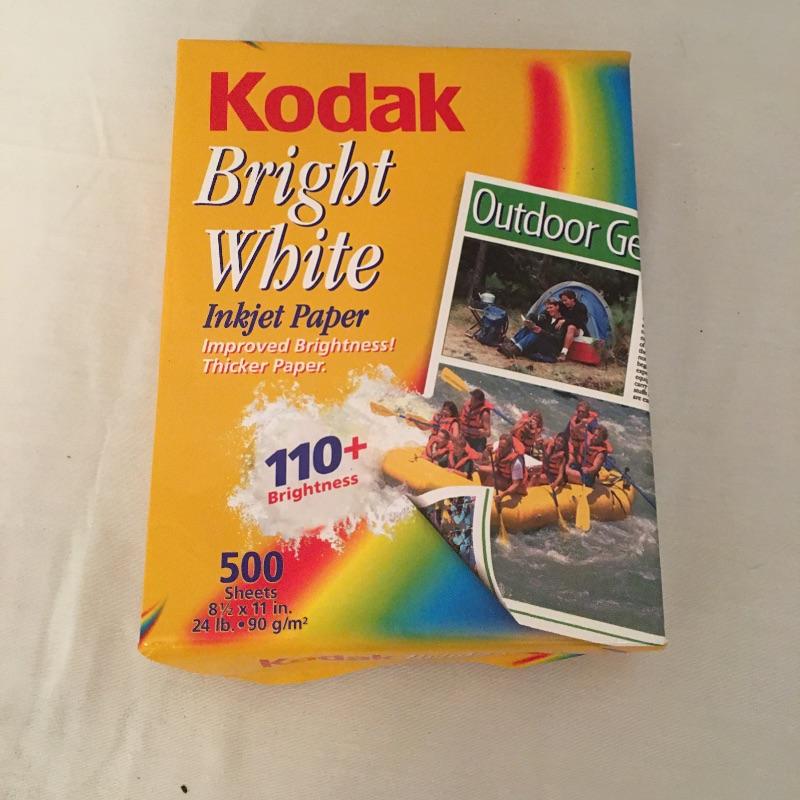 Kodak
Bright
White
Inkjet Paper
Improved Brightness!
Thicker Paper.
110+
Brightness
500
Sheets
8½ x 11 in.
24 lb. • 90 g/m²
Outdoor Ge
Kodak